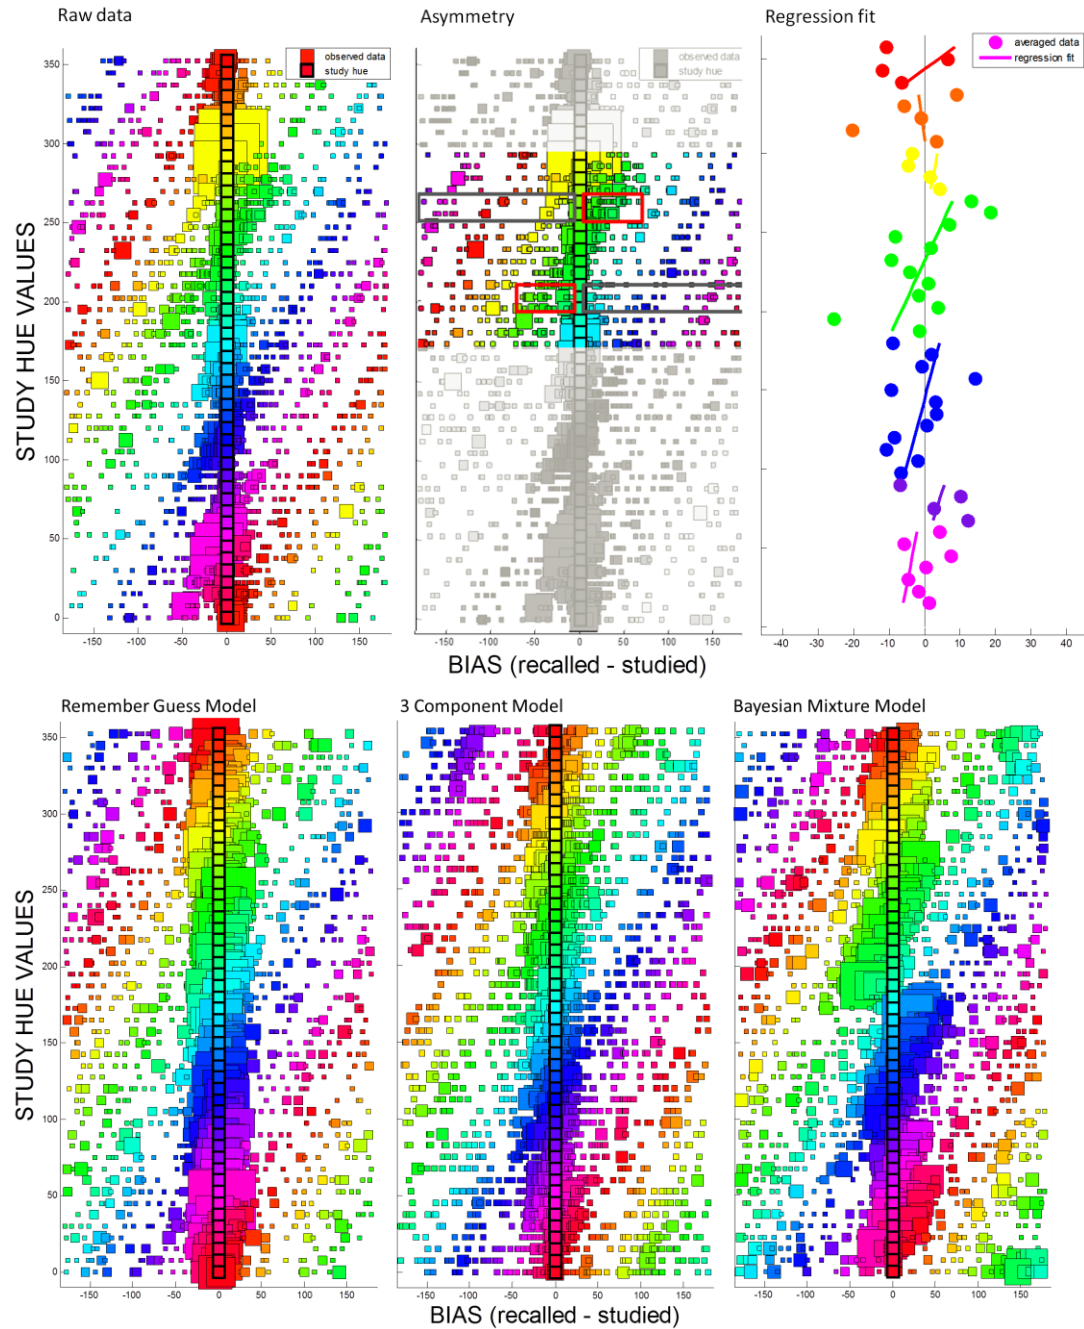 Raw data
Asymmetry
Regression fit
observed data
study hue
observed data
study hue
averaged data
regression fit
350
300
250
200
150
100
50
0
STUDY HUE VALUES
-150 -100 -50 0 50 100 150
-150 -100 -50 0 50 100 150
-40 -30 -20 -10 0 10 20 30 40
BIAS (recalled - studied)
Remember Guess Model
3 Component Model
Bayesian Mixture Model
350
300
250
200
150
100
50
0
STUDY HUE VALUES
-150 -100 -50 0 50 100 150
-150 -100 -50 0 50 100 150
-150 -100 -50 0 50 100 150
BIAS (recalled - studied)